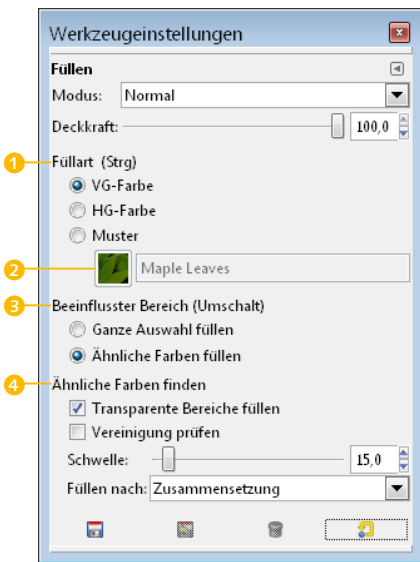 Werkzeugeinstellungen
Füllen
Modus: Normal
Deckkraft: 100,0
1 Füllart (Strg)
VG-Farbe
HG-Farbe
Muster
2 Maple Leaves
3 Beeinflusster Bereich (Umschalt)
Ganze Auswahl füllen
Ähnliche Farben füllen
4 Ähnliche Farben finden
Transparente Bereiche füllen
Vereinigung prüfen
Schwelle: 15,0
Füllen nach: Zusammensetzung